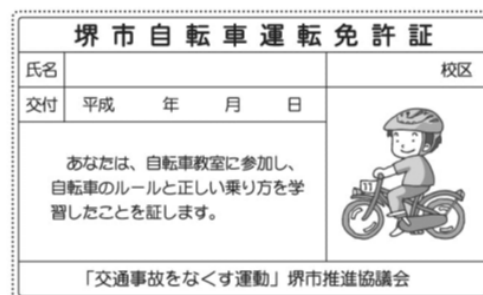 堺市自転車運転免許証
氏名 校区
交付 平成 年 月 日
あなたは、自転車教室に参加し、
自転車のルールと正しい乗り方を学
習したことを証します。
11
「交通事故をなくす運動」堺市推進協議会